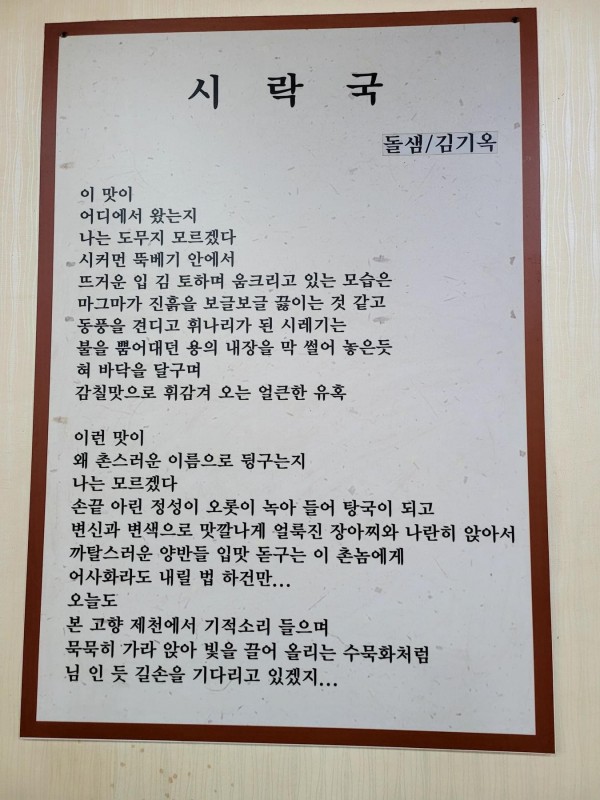 시 락 국
돌샘/김기옥
이 맛이
어디에서 왔는지
나는 도무지 모르겠다
시커먼 뚝베기 안에서
뜨거운 입 김 토하며 움크리고 있는 모습은
마그마가 진흙을 보글보글 끓이는 것 같고
동풍을 견디고 휘나리가 된 시레기는
불을 뿜어대던 용의 내장을 막 썰어 놓은듯
혀 바닥을 달구며
감칠맛으로 휘감겨 오는 얼큰한 유혹
이런 맛이
왜 촌스러운 이름으로 뒹구는지
나는 모르겠다
손끝 아린 정성이 오롯이 녹아 들어 탕국이 되고
변신과 변색으로 맛깔나게 얼룩진 장아찌와 나란히 앉아서
까탈스러운 양반들 입맛 돋구는 이 촌놈에게
어사화라도 내릴 법 하건만...
오늘도
본 고향 제천에서 기적소리 들으며
묵묵히 가라 앉아 빛을 끌어 올리는 수묵화처럼
님 인 듯 길손을 기다리고 있겠지...